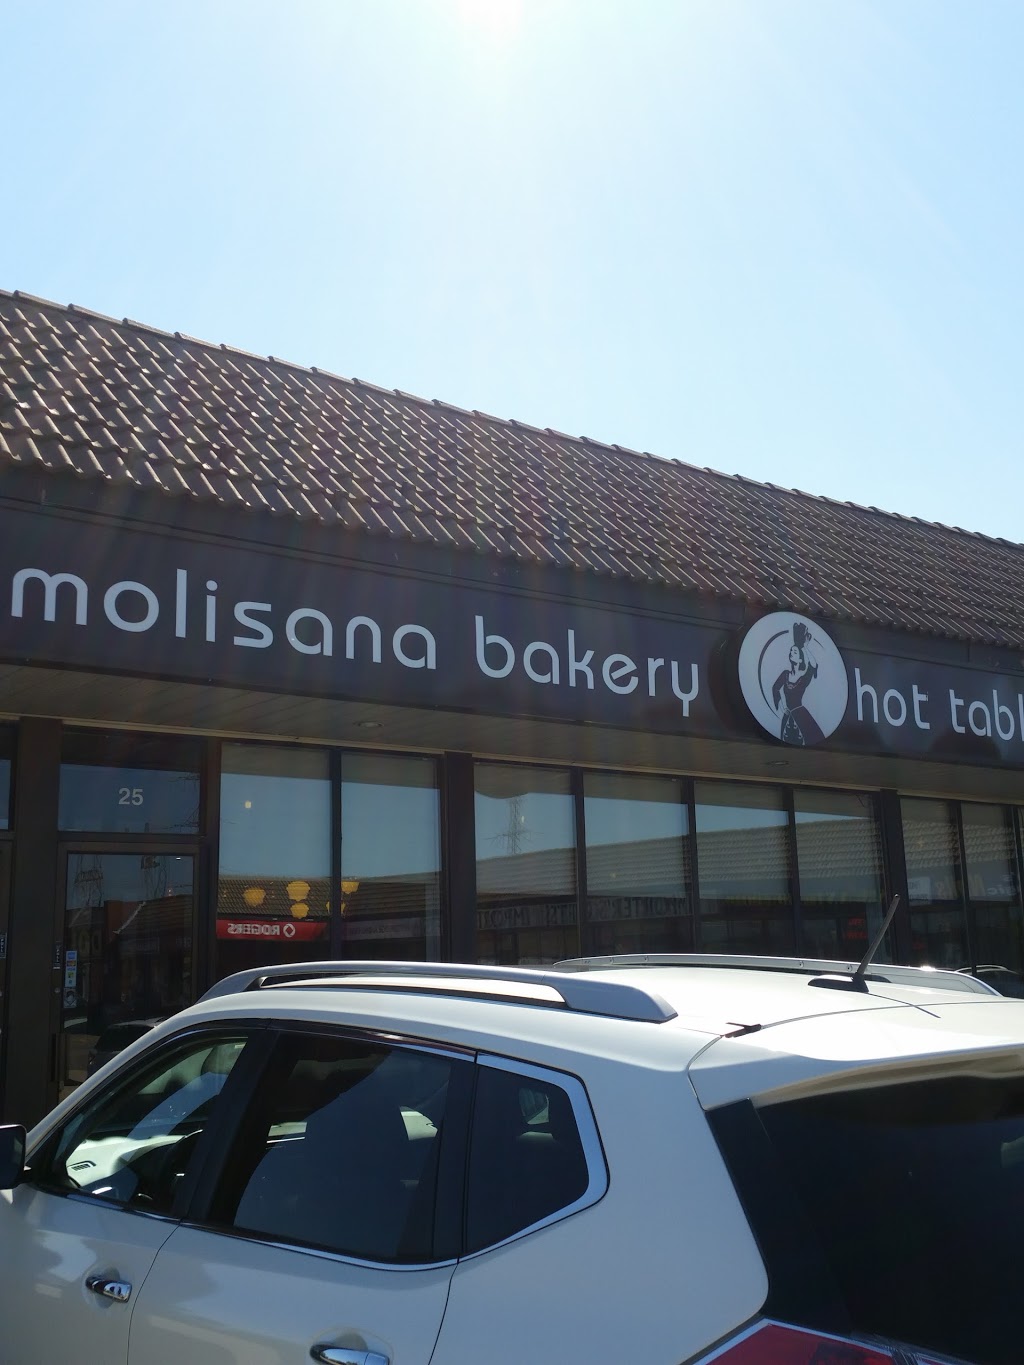 molisana bakery hot tabl
25
ROGERS